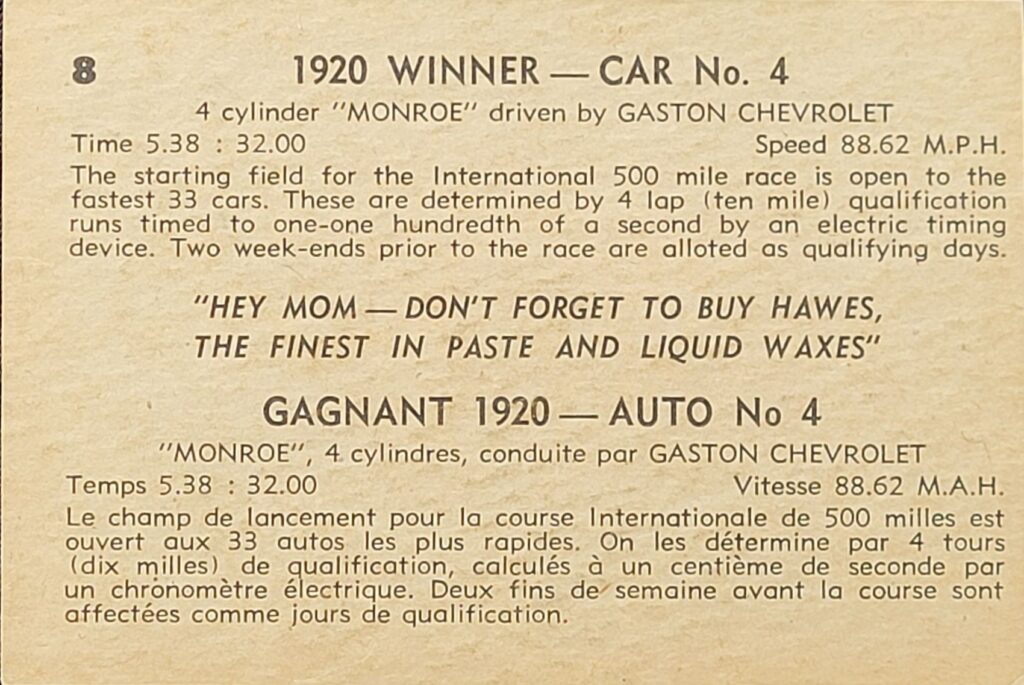 8
1920 WINNER — CAR No. 4
4 cylinder "MONROE" driven by GASTON CHEVROLET
Time 5.38 : 32.00 Speed 88.62 M.P.H.
The starting field for the International 500 mile race is open to the
fastest 33 cars. These are determined by 4 lap (ten mile) qualification
runs timed to one-one hundredth of a second by an electric timing
device. Two week-ends prior to the race are alloted as qualifying days.
"HEY MOM — DON'T FORGET TO BUY HAWES,
THE FINEST IN PASTE AND LIQUID WAXES"
GAGNANT 1920 — AUTO No 4
"MONROE", 4 cylindres, conduite par GASTON CHEVROLET
Temps 5.38 : 32.00 Vitesse 88.62 M.A.H.
Le champ de lancement pour la course Internationale de 500 milles est
ouvert aux 33 autos les plus rapides. On les détermine par 4 tours
(dix milles) de qualification, calculés à un centième de seconde par
un chronomètre électrique. Deux fins de semaine avant la course sont
affectées comme jours de qualification.